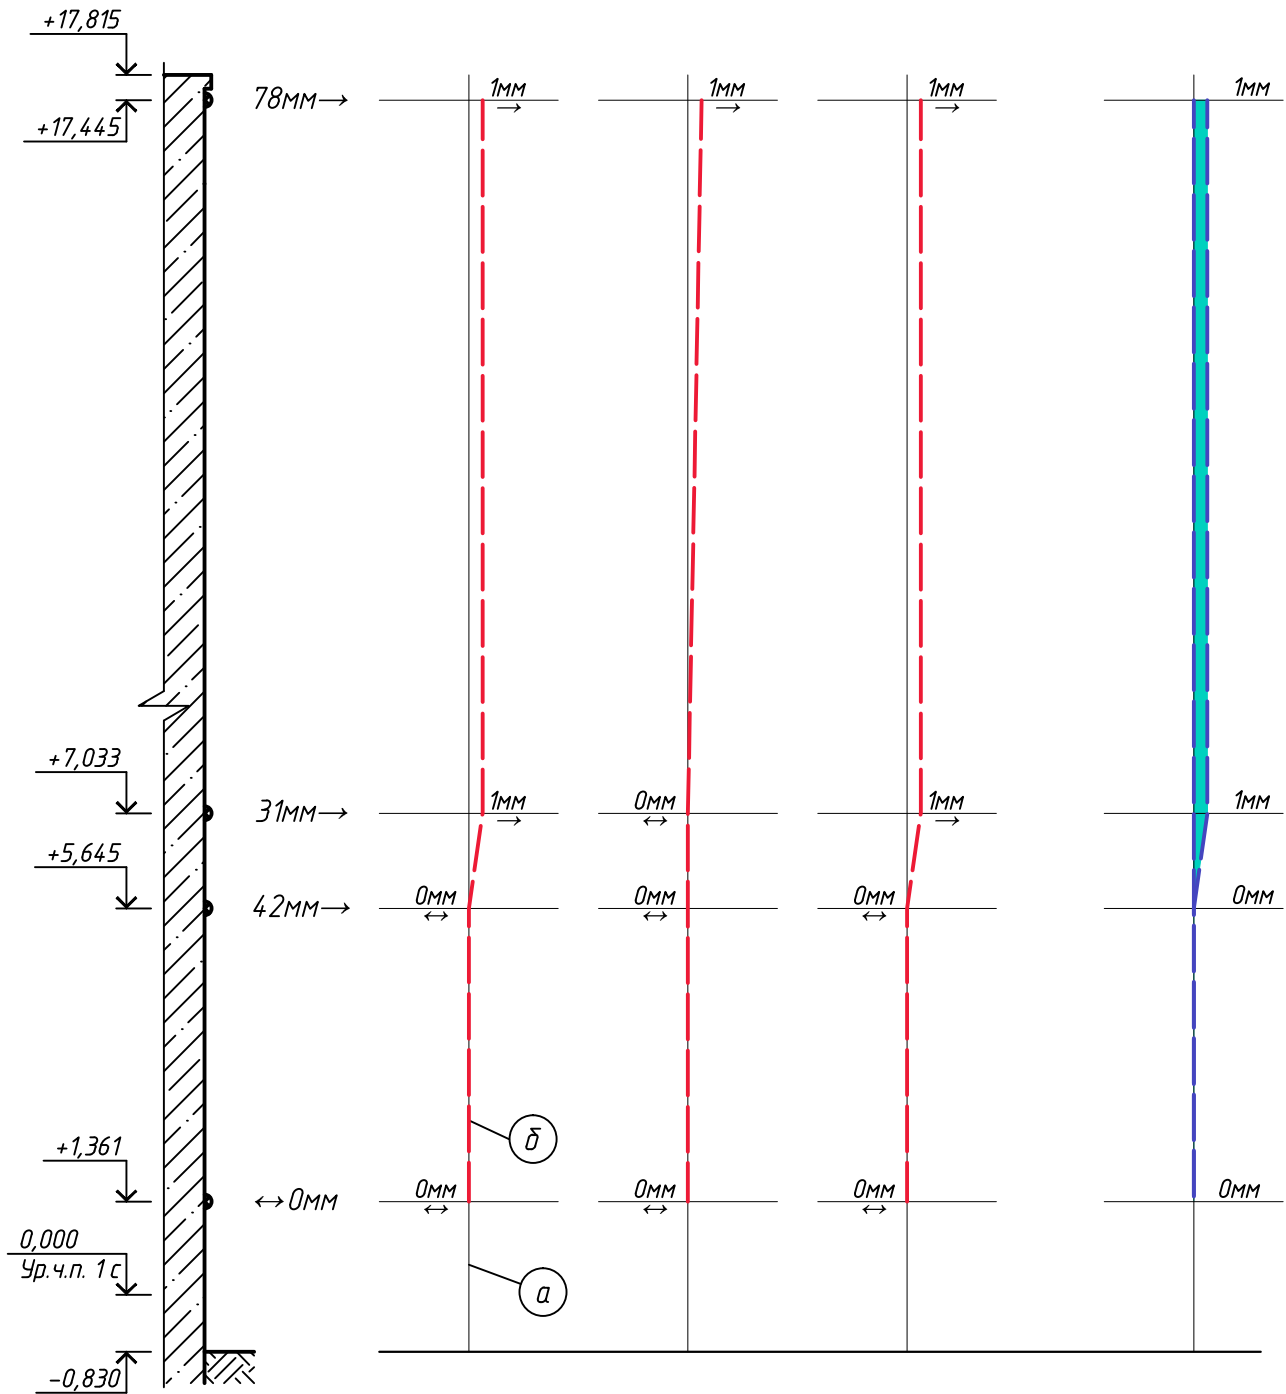 +17,815
+17,445
78мм→
1мм
→
1мм
→
1мм
→
1мм
+7,033
31мм→
1мм
→
0мм
↔
1мм
→
1мм
+5,645
42мм→
0мм
↔
0мм
↔
0мм
↔
0мм
б
+1,361
↔0мм
0мм
↔
0мм
↔
0мм
↔
0мм
0,000
Ур.ч.п. 1 с
а
-0,830